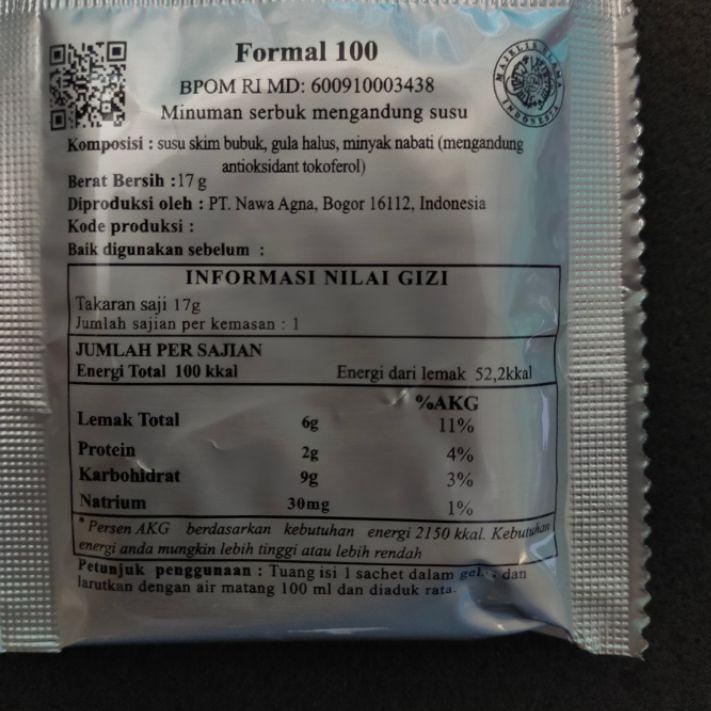 Formal 100
BPOM RI MD: 600910003438
Minuman serbuk mengandung susu
MAJELIS ULAMA INDONESIA
Komposisi : susu skim bubuk, gula halus, minyak nabati (mengandung
antioksidant tokoferol)
Berat Bersih :17 g
Diproduksi oleh : PT. Nawa Agna, Bogor 16112, Indonesia
Kode produksi :
Baik digunakan sebelum :
INFORMASI NILAI GIZI
Takaran saji 17g
Jumlah sajian per kemasan : 1
JUMLAH PER SAJIAN
Energi Total 100 kkal Energi dari lemak 52,2kkal
%AKG
Lemak Total 6g 11%
Protein 2g 4%
Karbohidrat 9g 3%
Natrium 30mg 1%
* Persen AKG berdasarkan kebutuhan energi 2150 kkal. Kebutuhan
energi anda mungkin lebih tinggi atau lebih rendah
Petunjuk penggunaan : Tuang isi 1 sachet dalam gelas dan
larutkan dengan air matang 100 ml dan diaduk rata.